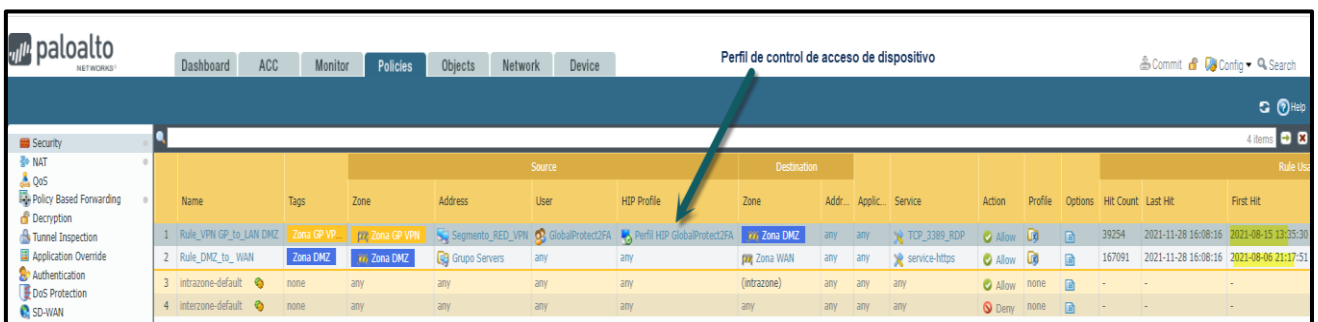 paloalto
NETWORKS
Dashboard ACC Monitor Policies Objects Network Device
Perfil de control de acceso de dispositivo
Commit Config Search
Help
4 items
Security
NAT
QoS
Policy Based Forwarding
Decryption
Tunnel Inspection
Application Override
Authentication
DoS Protection
SD-WAN
Source Destination Rule Usa
Name Tags Zone Address User HIP Profile Zone Addr... Applic... Service Action Profile Options Hit Count Last Hit First Hit
1 Rule_VPN GP_to_LAN DMZ Zona GP VP... Zona GP VPN Segmento_RED_VPN GlobalProtect2FA Perfil HIP GlobalProtect2FA Zona DMZ any any TCP_3389_RDP Allow 39254 2021-11-28 16:08:16 2021-08-15 13:35:30
2 Rule_DMZ_to_ WAN Zona DMZ Zona DMZ Grupo Servers any any Zona WAN any any service-https Allow 167091 2021-11-28 16:08:16 2021-08-06 21:17:51
3 intrazone-default none any any any any (intrazone) any any any Allow none - - -
4 interzone-default none any any any any any any any any Deny none - - -